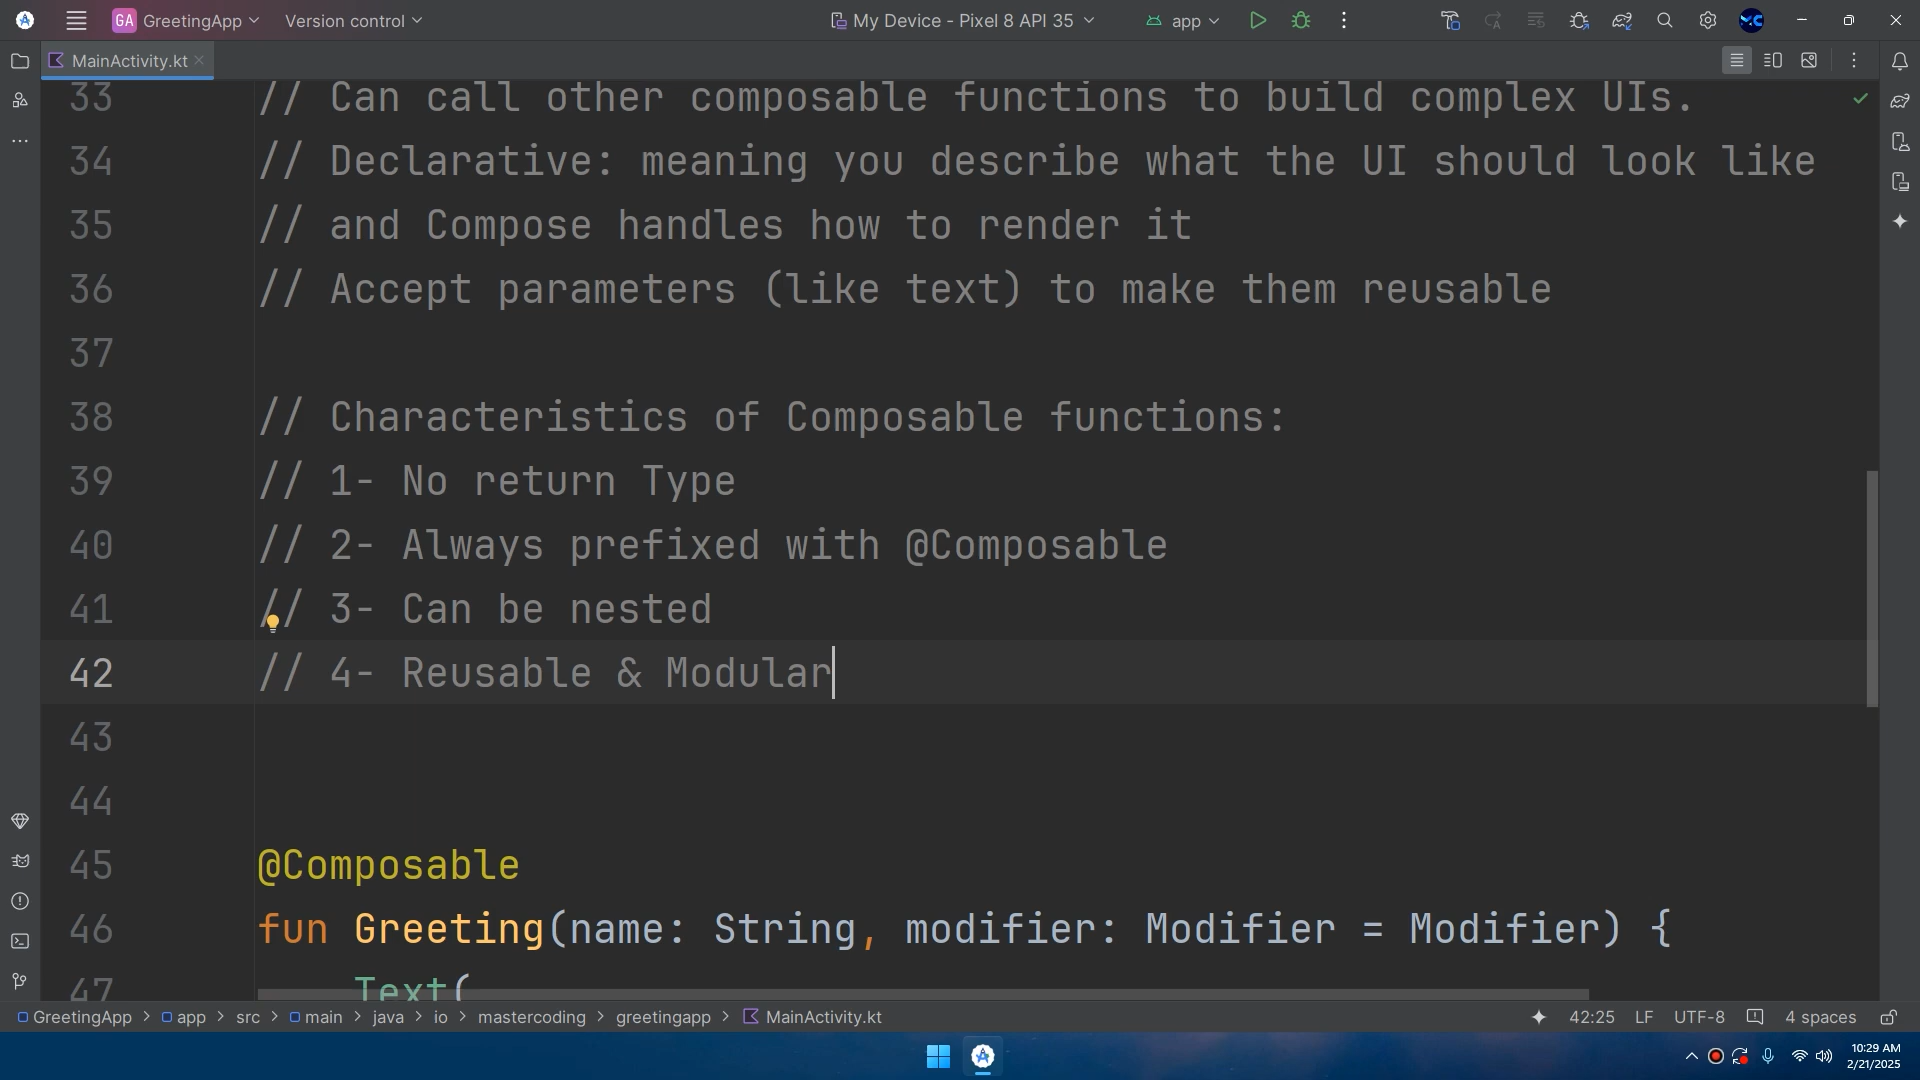 GA GreetingApp Version control My Device - Pixel 8 API 35 app
MainActivity.kt
33 // Can call other composable functions to build complex UIs.
34 // Declarative: meaning you describe what the UI should look like
35 // and Compose handles how to render it
36 // Accept parameters (like text) to make them reusable
37
38 // Characteristics of Composable functions:
39 // 1- No return Type
40 // 2- Always prefixed with @Composable
41 // 3- Can be nested
42 // 4- Reusable & Modular
43
44
45 @Composable
46 fun Greeting(name: String, modifier: Modifier = Modifier) {
47 Text(
GreetingApp > app > src > main > java > io > mastercoding > greetingapp > MainActivity.kt 42:25 LF UTF-8 4 spaces
10:29 AM
2/21/2025